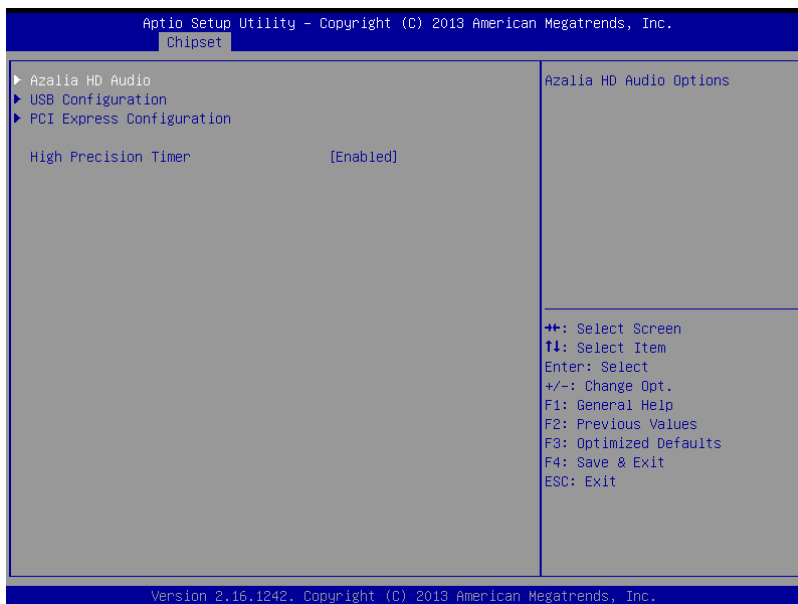 Aptio Setup Utility – Copyright (C) 2013 American Megatrends, Inc.
Chipset
▶ Azalia HD Audio
▶ USB Configuration
▶ PCI Express Configuration
High Precision Timer [Enabled]
Azalia HD Audio Options
→←: Select Screen
↑↓: Select Item
Enter: Select
+/-: Change Opt.
F1: General Help
F2: Previous Values
F3: Optimized Defaults
F4: Save & Exit
ESC: Exit
Version 2.16.1242. Copyright (C) 2013 American Megatrends, Inc.